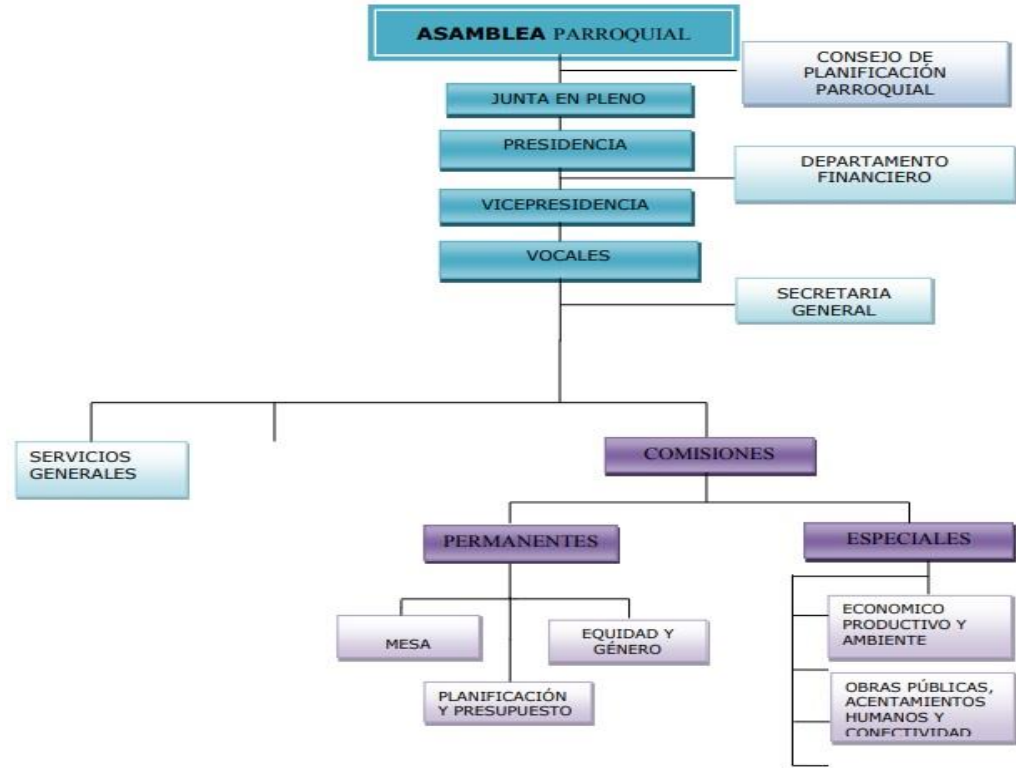 ASAMBLEA PARROQUIAL
CONSEJO DE
PLANIFICACIÓN
PARROQUIAL
JUNTA EN PLENO
PRESIDENCIA
DEPARTAMENTO
FINANCIERO
VICEPRESIDENCIA
VOCALES
SECRETARIA
GENERAL
SERVICIOS
GENERALES
COMISIONES
PERMANENTES
ESPECIALES
MESA
EQUIDAD Y
GÉNERO
PLANIFICACIÓN
Y PRESUPUESTO
ECONOMICO
PRODUCTIVO Y
AMBIENTE
OBRAS PÚBLICAS,
ACENTAMIENTOS
HUMANOS Y
CONECTIVIDAD